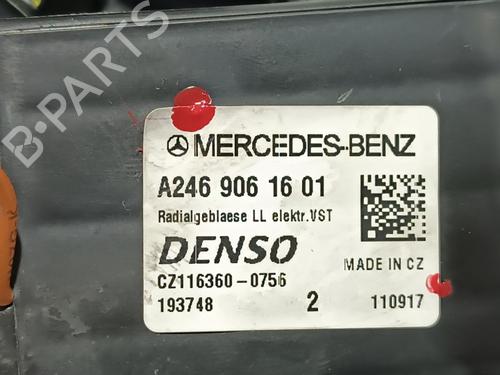 B-PARTS
MERCEDES-BENZ
A246 906 16 01
Radialgeblaese LL elektr.VST
DENSO
MADE IN CZ
CZ116360-0756
193748 2 110917